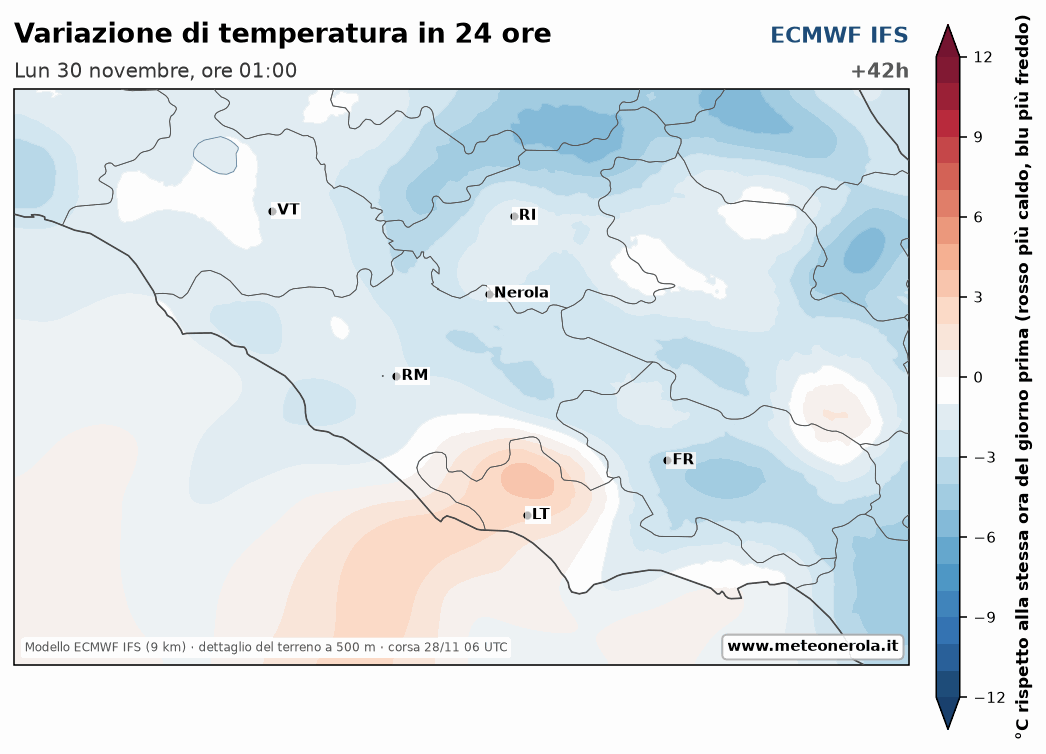 Variazione di temperatura in 24 ore
ECMWF IFS
Lun 30 novembre, ore 01:00
+42h
VT
RI
Nerola
RM
FR
LT
Modello ECMWF IFS (9 km) · dettaglio del terreno a 500 m · corsa 28/11 06 UTC
www.meteonerola.it
12
9
6
3
0
−3
−6
−9
−12
°C rispetto alla stessa ora del giorno prima (rosso più caldo, blu più freddo)